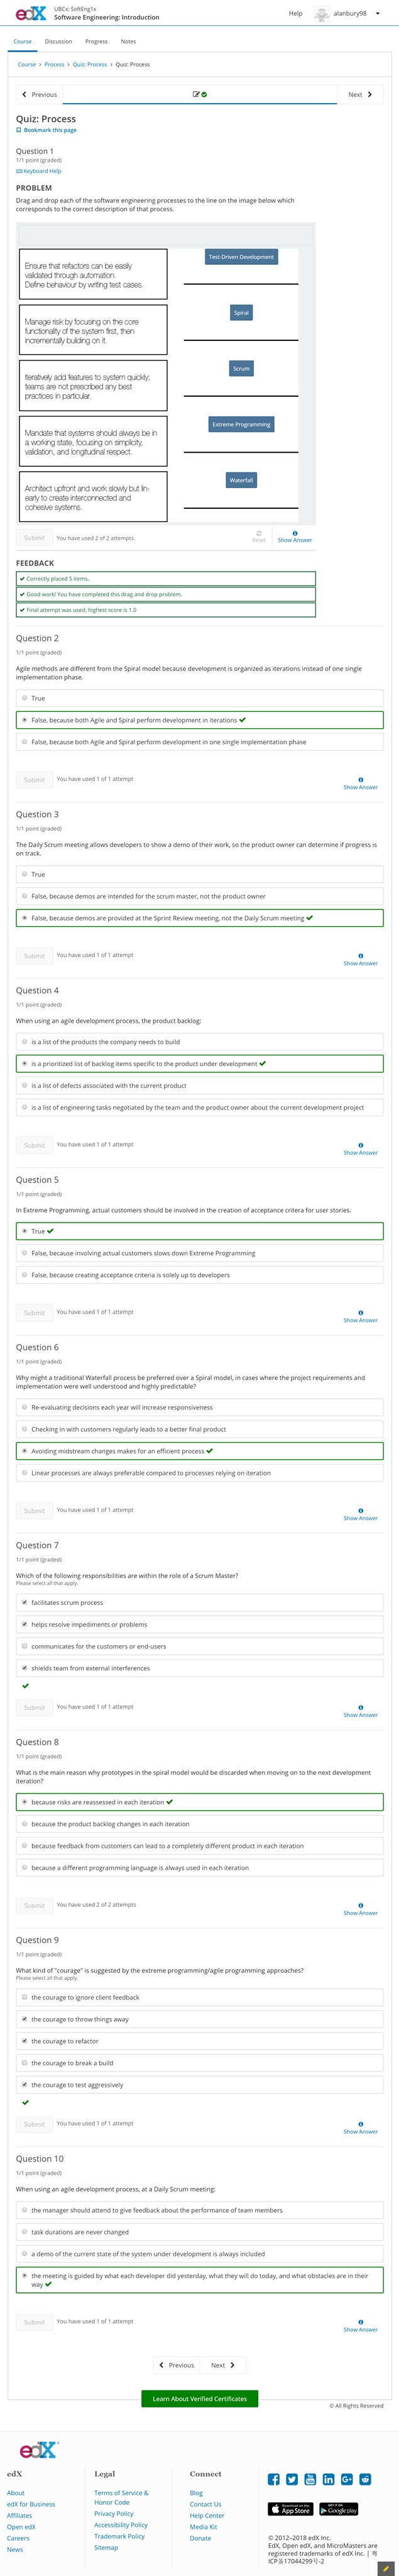 edX
UBCx: SoftEng1x
Software Engineering: Introduction
Help
alanbury98
Course
Discussion
Progress
Notes
Course > Process > Quiz: Process > Quiz: Process
Previous
Next
Quiz: Process
Bookmark this page
Question 1
1/1 point (graded)
Keyboard Help
PROBLEM
Drag and drop each of the software engineering processes to the line on the image below which
corresponds to the correct description of that process.
Ensure that refactors can be easily
validated through automation.
Define behaviour by writing test cases.
Test-Driven Development
Manage risk by focusing on the core
functionality of the system first, then
incrementally building on it.
Spiral
Iteratively add features to system quickly;
teams are not prescribed any best
practices in particular.
Scrum
Mandate that systems should always be in
a working state, focusing on simplicity,
validation, and longitudinal respect.
Extreme Programming
Architect upfront and work slowly but lin-
early to create interconnected and
cohesive systems.
Waterfall
Submit
You have used 2 of 2 attempts.
Reset
Show Answer
FEEDBACK
✔ Correctly placed 5 items.
✔ Good work! You have completed this drag and drop problem.
✔ Final attempt was used, highest score is 1.0
Question 2
1/1 point (graded)
Agile methods are different from the Spiral model because development is organized as iterations instead of one single
implementation phase.
True
False, because both Agile and Spiral perform development in iterations ✔
False, because both Agile and Spiral perform development in one single implementation phase
Submit
You have used 1 of 1 attempt
Show Answer
Question 3
1/1 point (graded)
The Daily Scrum meeting allows developers to show a demo of their work, so the product owner can determine if progress is
on track.
True
False, because demos are intended for the scrum master, not the product owner
False, because demos are provided at the Sprint Review meeting, not the Daily Scrum meeting ✔
Submit
You have used 1 of 1 attempt
Show Answer
Question 4
1/1 point (graded)
When using an agile development process, the product backlog:
is a list of the products the company needs to build
is a prioritized list of backlog items specific to the product under development ✔
is a list of defects associated with the current product
is a list of engineering tasks negotiated by the team and the product owner about the current development project
Submit
You have used 1 of 1 attempt
Show Answer
Question 5
1/1 point (graded)
In Extreme Programming, actual customers should be involved in the creation of acceptance criteria for user stories.
True ✔
False, because involving actual customers slows down Extreme Programming
False, because creating acceptance criteria is solely up to developers
Submit
You have used 1 of 1 attempt
Show Answer
Question 6
1/1 point (graded)
Why might a traditional Waterfall process be preferred over a Spiral model, in cases where the project requirements and
implementation were well understood and highly predictable?
Re-evaluating decisions each year will increase responsiveness
Checking in with customers regularly leads to a better final product
Avoiding midstream changes makes for an efficient process ✔
Linear processes are always preferable compared to processes relying on iteration
Submit
You have used 1 of 1 attempt
Show Answer
Question 7
1/1 point (graded)
Which of the following responsibilities are within the role of a Scrum Master?
Please select all that apply.
facilitates scrum process
helps resolve impediments or problems
communicates for the customers or end-users
shields team from external interferences
✔
Submit
You have used 1 of 1 attempt
Show Answer
Question 8
1/1 point (graded)
What is the main reason why prototypes in the spiral model would be discarded when moving on to the next development
iteration?
because risks are reassessed in each iteration ✔
because the product backlog changes in each iteration
because feedback from customers can lead to a completely different product in each iteration
because a different programming language is always used in each iteration
Submit
You have used 2 of 2 attempts
Show Answer
Question 9
1/1 point (graded)
What kind of "courage" is suggested by the extreme programming/agile programming approaches?
Please select all that apply.
the courage to ignore client feedback
the courage to throw things away
the courage to refactor
the courage to break a build
the courage to test aggressively
✔
Submit
You have used 1 of 1 attempt
Show Answer
Question 10
1/1 point (graded)
When using an agile development process, at a Daily Scrum meeting:
the manager should attend to give feedback about the performance of team members
task durations are never changed
a demo of the current state of the system under development is always included
the meeting is guided by what each developer did yesterday, what they will do today, and what obstacles are in their
way ✔
Submit
You have used 1 of 1 attempt
Show Answer
Previous
Next
Learn About Verified Certificates
© All Rights Reserved
edX
edX
About
edX for Business
Affiliates
Open edX
Careers
News
Legal
Terms of Service &
Honor Code
Privacy Policy
Accessibility Policy
Trademark Policy
Sitemap
Connect
Blog
Contact Us
Help Center
Media Kit
Donate
App Store
Google play
© 2012–2018 edX Inc.
EdX, Open edX, and MicroMasters are
registered trademarks of edX Inc. | 粤
ICP备17044299号-2